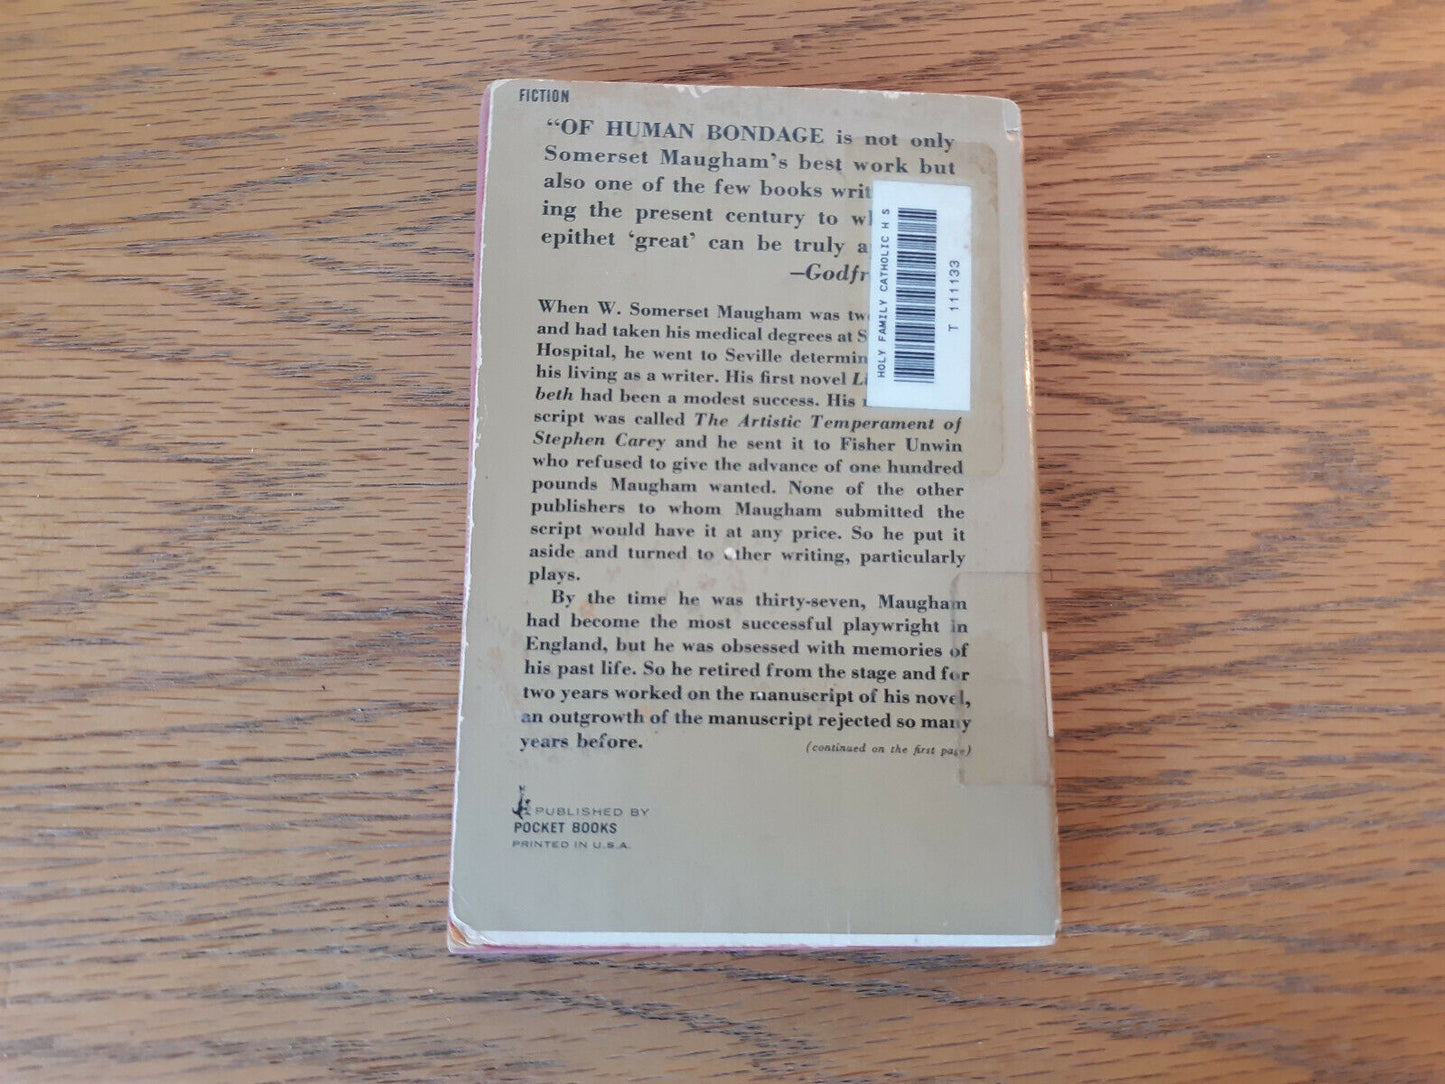 FICTION
“OF HUMAN BONDAGE is not only
Somerset Maugham's best work but
also one of the few books writ
ing the present century to wh
epithet ‘great’ can be truly a
—Godfr
When W. Somerset Maugham was tw
and had taken his medical degrees at S
Hospital, he went to Seville determin
his living as a writer. His first novel Li
beth had been a modest success. His
script was called The Artistic Temperament of
Stephen Carey and he sent it to Fisher Unwin
who refused to give the advance of one hundred
pounds Maugham wanted. None of the other
publishers to whom Maugham submitted the
script would have it at any price. So he put it
aside and turned to other writing, particularly
plays.
By the time he was thirty-seven, Maugham
had become the most successful playwright in
England, but he was obsessed with memories of
his past life. So he retired from the stage and for
two years worked on the manuscript of his novel,
an outgrowth of the manuscript rejected so many
years before.
(continued on the first page)
PUBLISHED BY
POCKET BOOKS
PRINTED IN U.S.A.
HOLY FAMILY CATHOLIC H S
T 111133